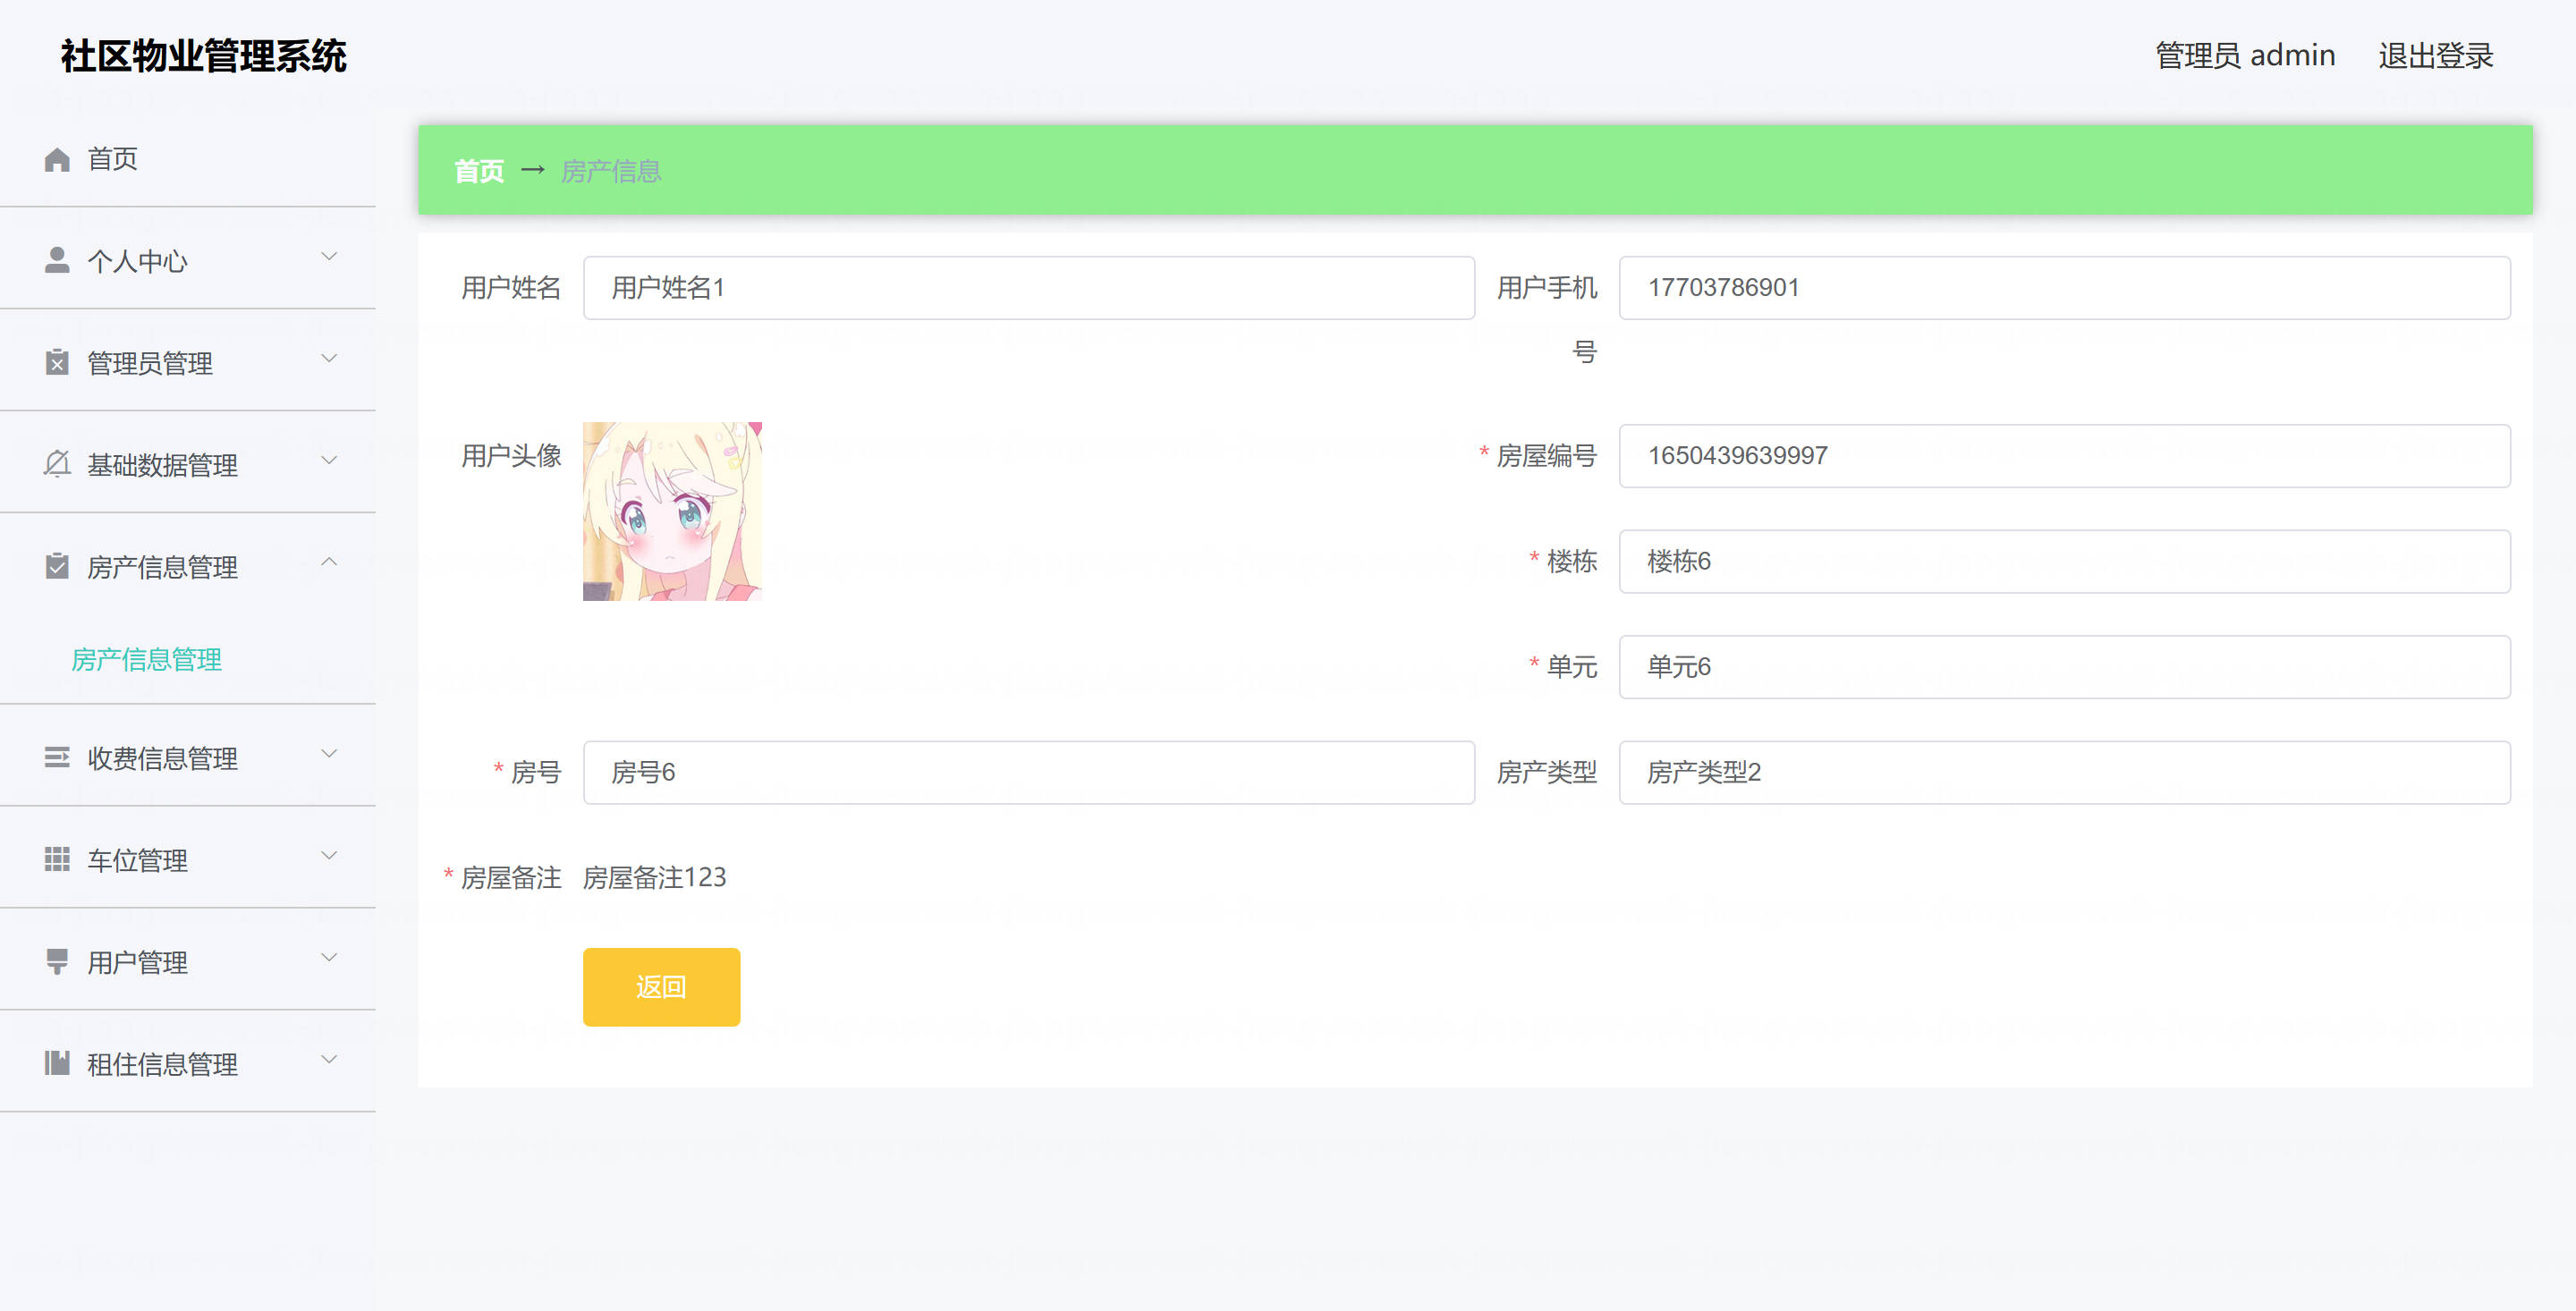 社区物业管理系统
管理员 admin
退出登录
首页
个人中心
管理员管理
基础数据管理
房产信息管理
房产信息管理
收费信息管理
车位管理
用户管理
租住信息管理
首页 → 房产信息
用户姓名 用户姓名1
用户手机号 17703786901
用户头像
* 房屋编号 1650439639997
* 楼栋 楼栋6
* 单元 单元6
* 房号 房号6
房产类型 房产类型2
* 房屋备注 房屋备注123
返回